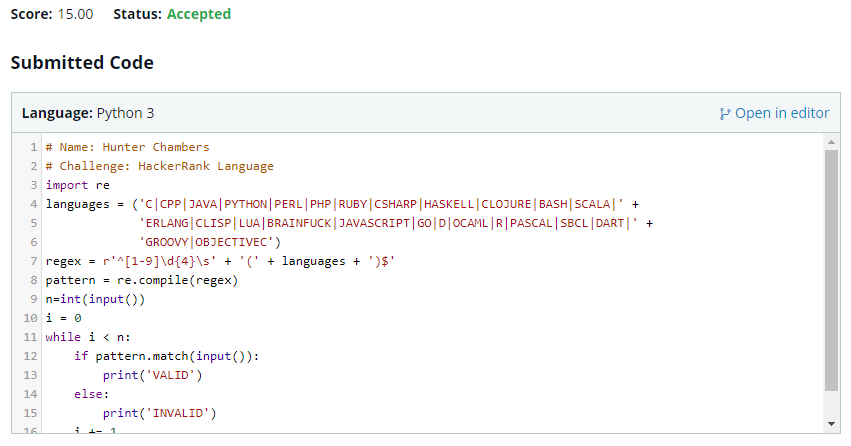 Score: 15.00 Status: Accepted
Submitted Code
Language: Python 3 Open in editor
1 # Name: Hunter Chambers
2 # Challenge: HackerRank Language
3 import re
4 languages = ('C|CPP|JAVA|PYTHON|PERL|PHP|RUBY|CSHARP|HASKELL|CLOJURE|BASH|SCALA|' +
5 'ERLANG|CLISP|LUA|BRAINFUCK|JAVASCRIPT|GO|D|OCAML|R|PASCAL|SBCL|DART|' +
6 'GROOVY|OBJECTIVEC')
7 regex = r'^[1-9]\d{4}\s' + '(' + languages + ')$'
8 pattern = re.compile(regex)
9 n=int(input())
10 i = 0
11 while i < n:
12 if pattern.match(input()):
13 print('VALID')
14 else:
15 print('INVALID')
16 i += 1